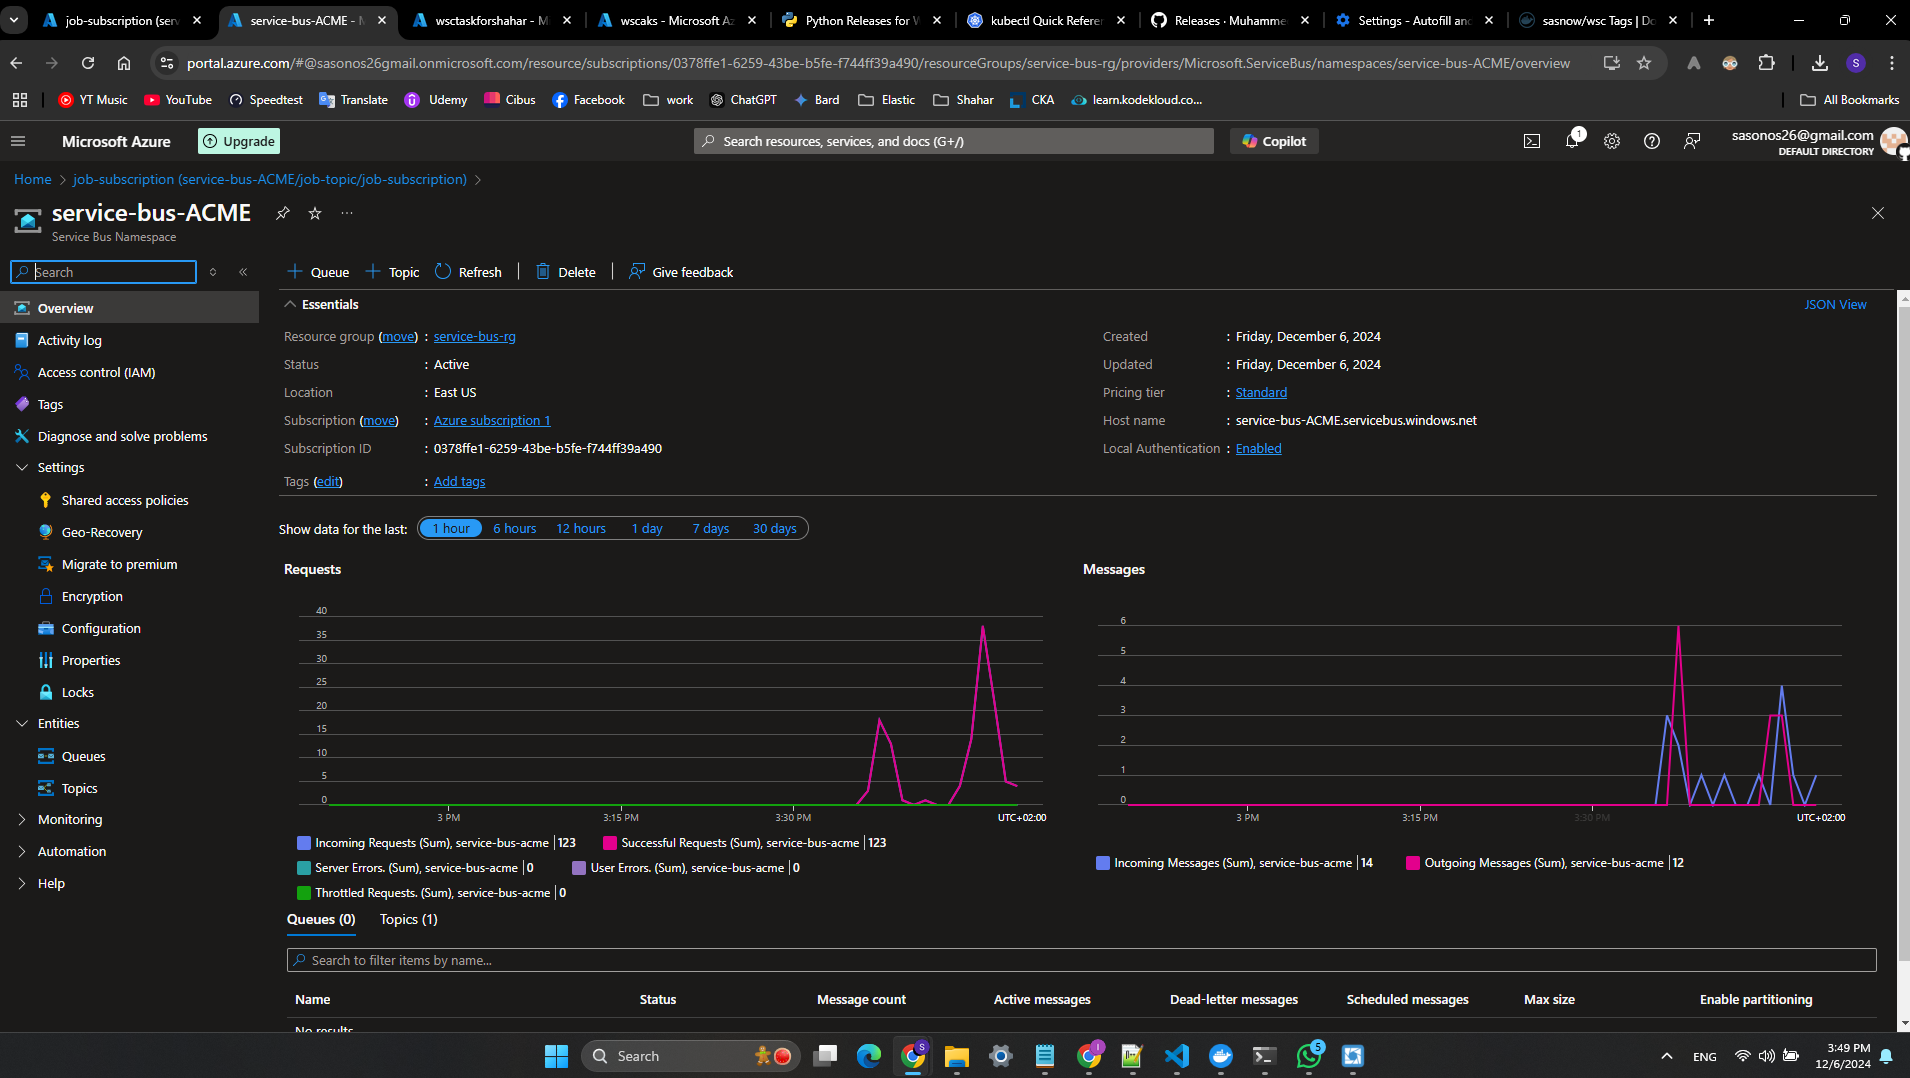 job-subscription (serv
service-bus-ACME - M
wsctaskforshahar - Mi
wscaks - Microsoft Az
Python Releases for W
kubectl Quick Referen
Releases · Muhamme
Settings - Autofill and
sasnow/wsc Tags | Do
portal.azure.com/#@sasonos26gmail.onmicrosoft.com/resource/subscriptions/0378ffe1-6259-43be-b5fe-f744ff39a490/resourceGroups/service-bus-rg/providers/Microsoft.ServiceBus/namespaces/service-bus-ACME/overview
S
YT Music
YouTube
Speedtest
Translate
Udemy
Cibus
Facebook
work
ChatGPT
Bard
Elastic
Shahar
CKA
learn.kodekloud.co...
All Bookmarks
Microsoft Azure
Upgrade
Search resources, services, and docs (G+/)
Copilot
1
sasonos26@gmail.com
DEFAULT DIRECTORY
Home > job-subscription (service-bus-ACME/job-topic/job-subscription) >
service-bus-ACME
Service Bus Namespace
Search
Queue
Topic
Refresh
Delete
Give feedback
Overview
Activity log
Access control (IAM)
Tags
Diagnose and solve problems
Settings
Shared access policies
Geo-Recovery
Migrate to premium
Encryption
Configuration
Properties
Locks
Entities
Queues
Topics
Monitoring
Automation
Help
Essentials
JSON View
Resource group (move) : service-bus-rg
Status : Active
Location : East US
Subscription (move) : Azure subscription 1
Subscription ID : 0378ffe1-6259-43be-b5fe-f744ff39a490
Tags (edit) : Add tags
Created : Friday, December 6, 2024
Updated : Friday, December 6, 2024
Pricing tier : Standard
Host name : service-bus-ACME.servicebus.windows.net
Local Authentication : Enabled
Show data for the last:
1 hour
6 hours
12 hours
1 day
7 days
30 days
Requests
40
35
30
25
20
15
10
5
0
3 PM
3:15 PM
3:30 PM
UTC+02:00
Incoming Requests (Sum), service-bus-acme | 123
Successful Requests (Sum), service-bus-acme | 123
Server Errors. (Sum), service-bus-acme | 0
User Errors. (Sum), service-bus-acme | 0
Throttled Requests. (Sum), service-bus-acme | 0
Messages
6
5
4
3
2
1
0
3 PM
3:15 PM
3:30 PM
UTC+02:00
Incoming Messages (Sum), service-bus-acme | 14
Outgoing Messages (Sum), service-bus-acme | 12
Queues (0)
Topics (1)
Search to filter items by name...
Name
Status
Message count
Active messages
Dead-letter messages
Scheduled messages
Max size
Enable partitioning
No results
Search
S
I
5
ENG
3:49 PM
12/6/2024